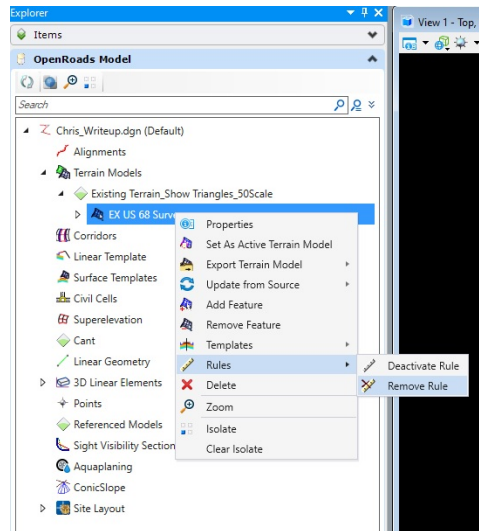 Explorer
View 1 - Top,
Items
OpenRoads Model
Search
Chris_Writeup.dgn (Default)
Alignments
Terrain Models
Existing Terrain_Show Triangles_50Scale
EX US 68 Surve
Properties
Set As Active Terrain Model
Export Terrain Model
Update from Source
Add Feature
Remove Feature
Templates
Rules
Deactivate Rule
Remove Rule
Delete
Zoom
Isolate
Clear Isolate
Corridors
Linear Template
Surface Templates
Civil Cells
Superelevation
Cant
Linear Geometry
3D Linear Elements
Points
Referenced Models
Sight Visibility Section
Aquaplaning
ConicSlope
Site Layout